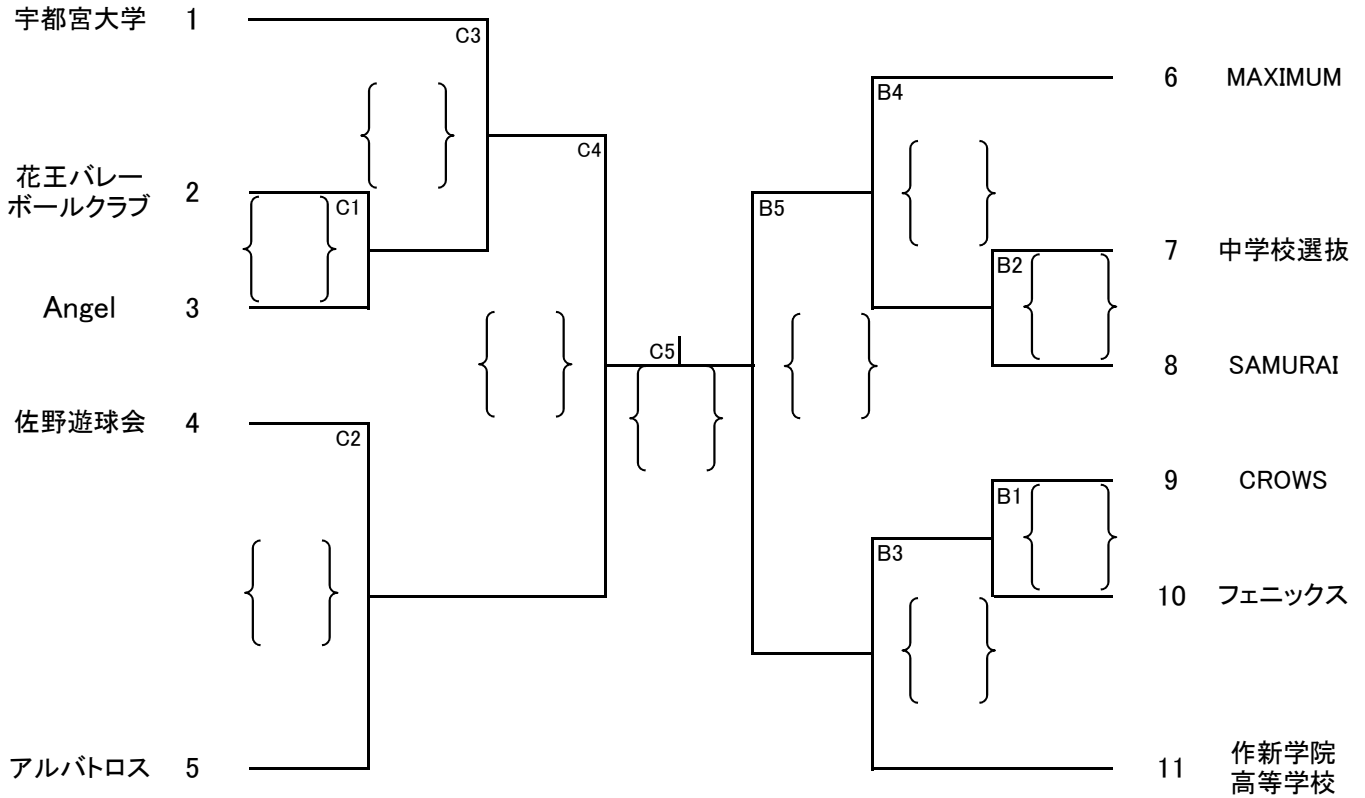 宇都宮大学 1
C3
6 MAXIMUM
B4
C4
花王バレー
ボールクラブ 2
C1
B5
7 中学校選抜
B2
Angel 3
C5
8 SAMURAI
佐野遊球会 4
C2
9 CROWS
B1
B3
10 フェニックス
アルバトロス 5
11 作新学院
高等学校